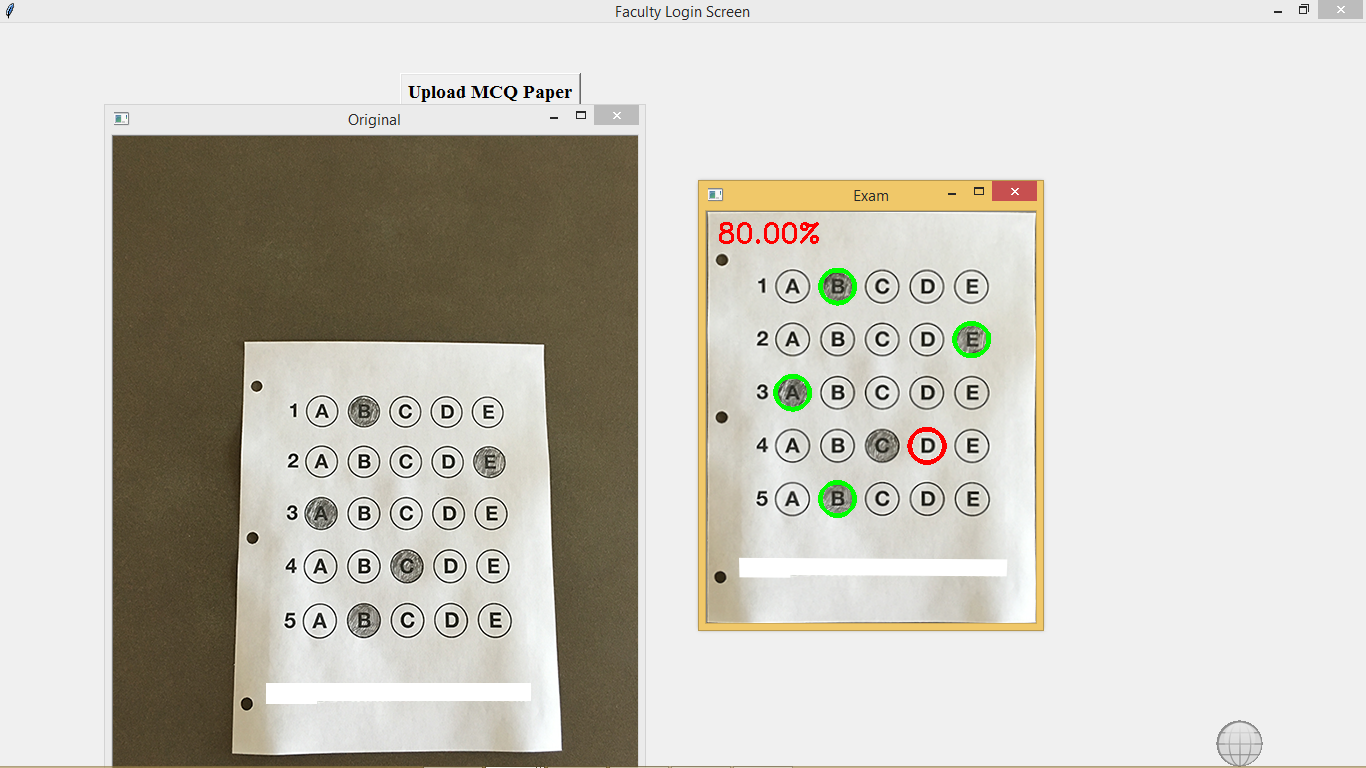 Faculty Login Screen
Upload MCQ Paper
Original
1 A B C D E
2 A B C D E
3 A B C D E
4 A B C D E
5 A B C D E
Exam
80.00%
1 A B C D E
2 A B C D E
3 A B C D E
4 A B C D E
5 A B C D E